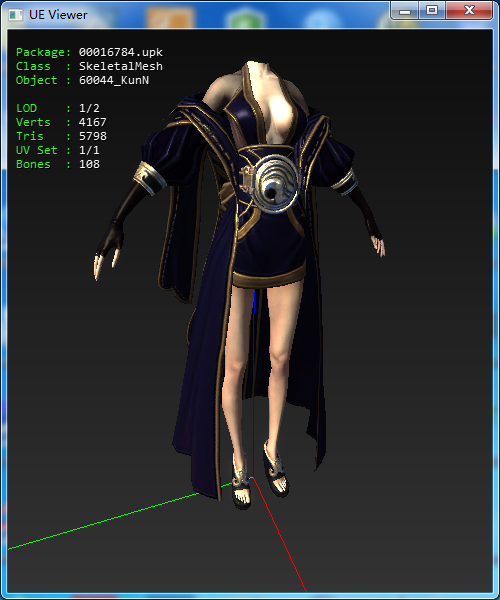 UE Viewer
Package: 00016784.upk
Class : SkeletalMesh
Object : 60044_KunN
LOD : 1/2
Verts : 4167
Tris : 5798
UV Set : 1/1
Bones : 108